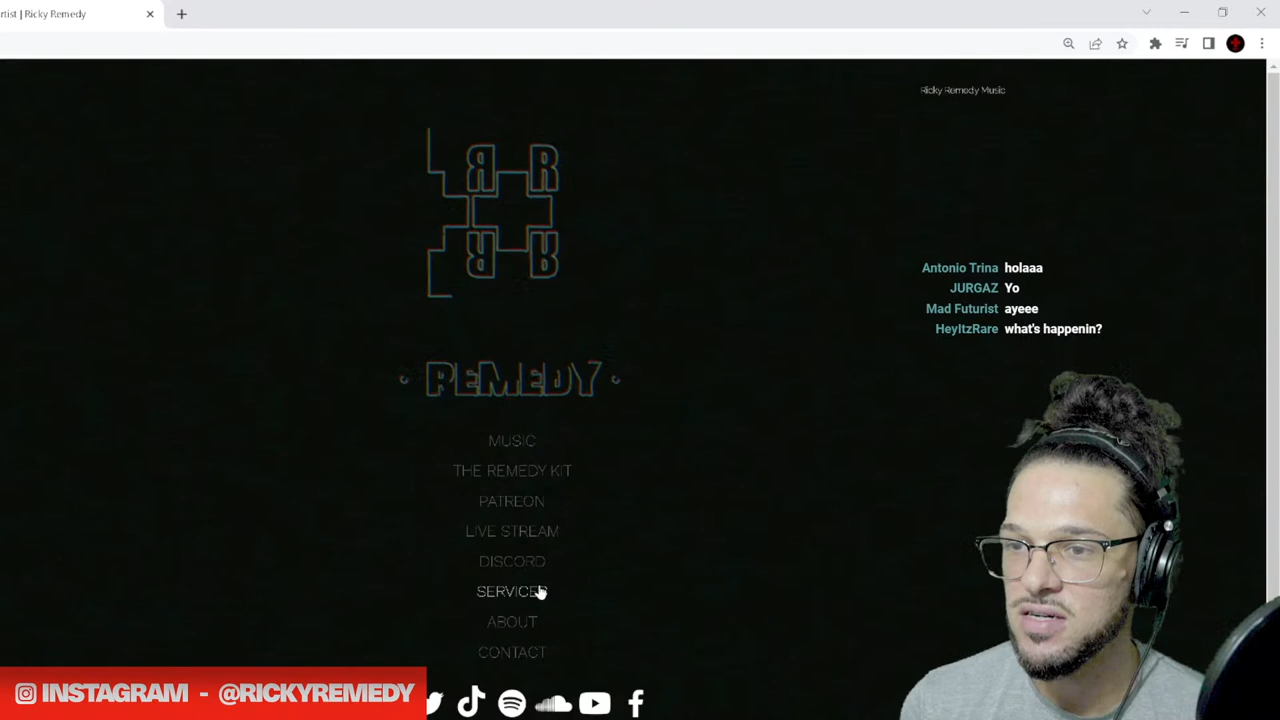 rtist | Ricky Remedy
Ricky Remedy Music
R R
R R
REMEDY
MUSIC
THE REMEDY KIT
PATREON
LIVE STREAM
DISCORD
SERVICES
ABOUT
CONTACT
Antonio Trina holaaa
JURGAZ Yo
Mad Futurist ayeee
HeyItzRare what's happenin?
INSTAGRAM - @RICKYREMEDY